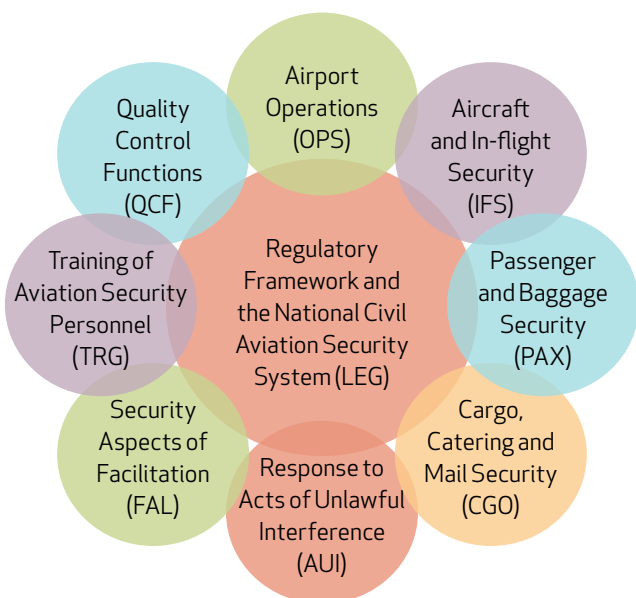 Airport
Operations
(OPS)
Aircraft
and In-flight
Security
(IFS)
Passenger
and Baggage
Security
(PAX)
Cargo,
Catering and
Mail Security
(CGO)
Response to
Acts of Unlawful
Interference
(AUI)
Security
Aspects of
Facilitation
(FAL)
Training of
Aviation Security
Personnel
(TRG)
Quality
Control
Functions
(QCF)
Regulatory
Framework and
the National Civil
Aviation Security
System (LEG)